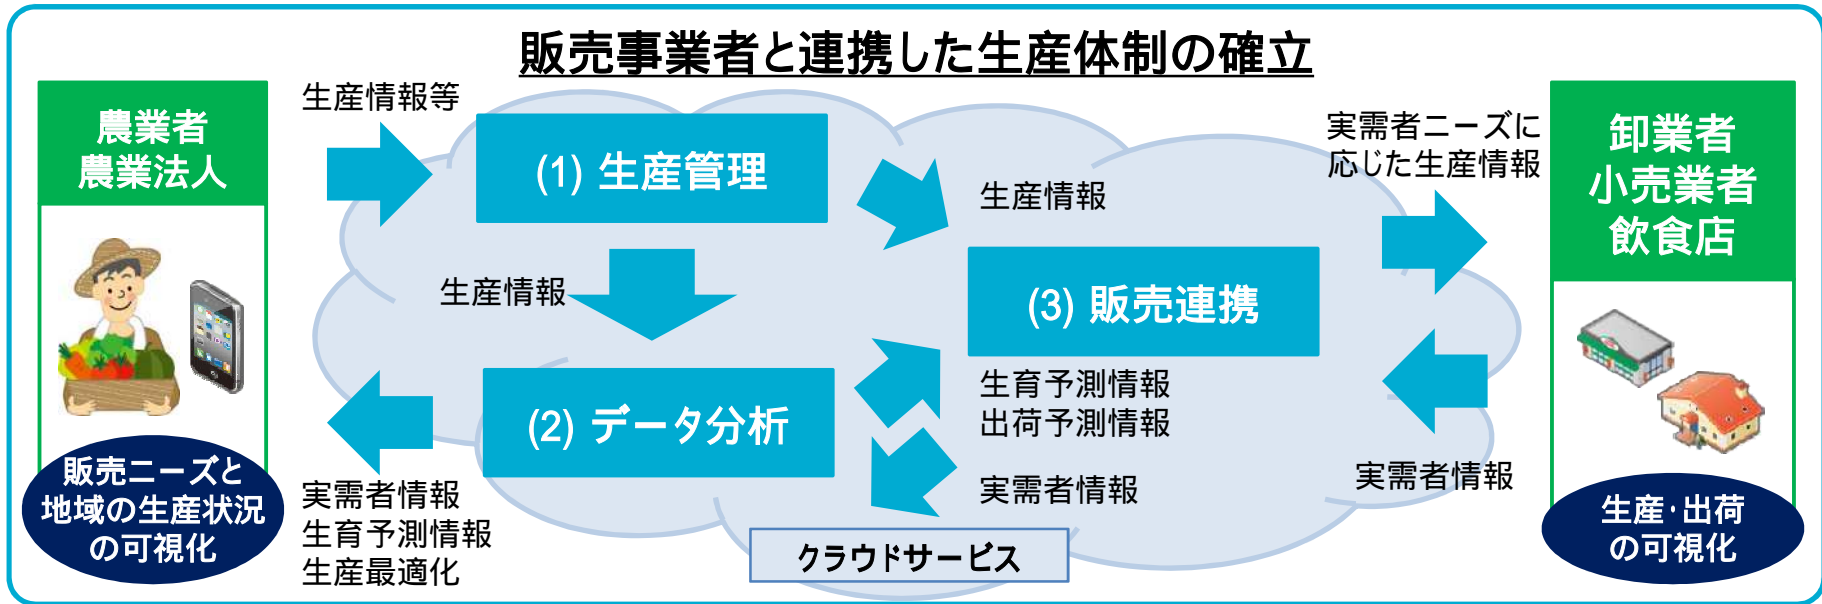 販売事業者と連携した生産体制の確立
農業者
農業法人
販売ニーズと
地域の生産状況
の可視化
生産情報等
(1) 生産管理
生産情報
生産情報
(2) データ分析
実需者情報
生育予測情報
生産最適化
(3) 販売連携
生育予測情報
出荷予測情報
実需者情報
クラウドサービス
実需者ニーズに
応じた生産情報
実需者情報
卸業者
小売業者
飲食店
生産・出荷
の可視化